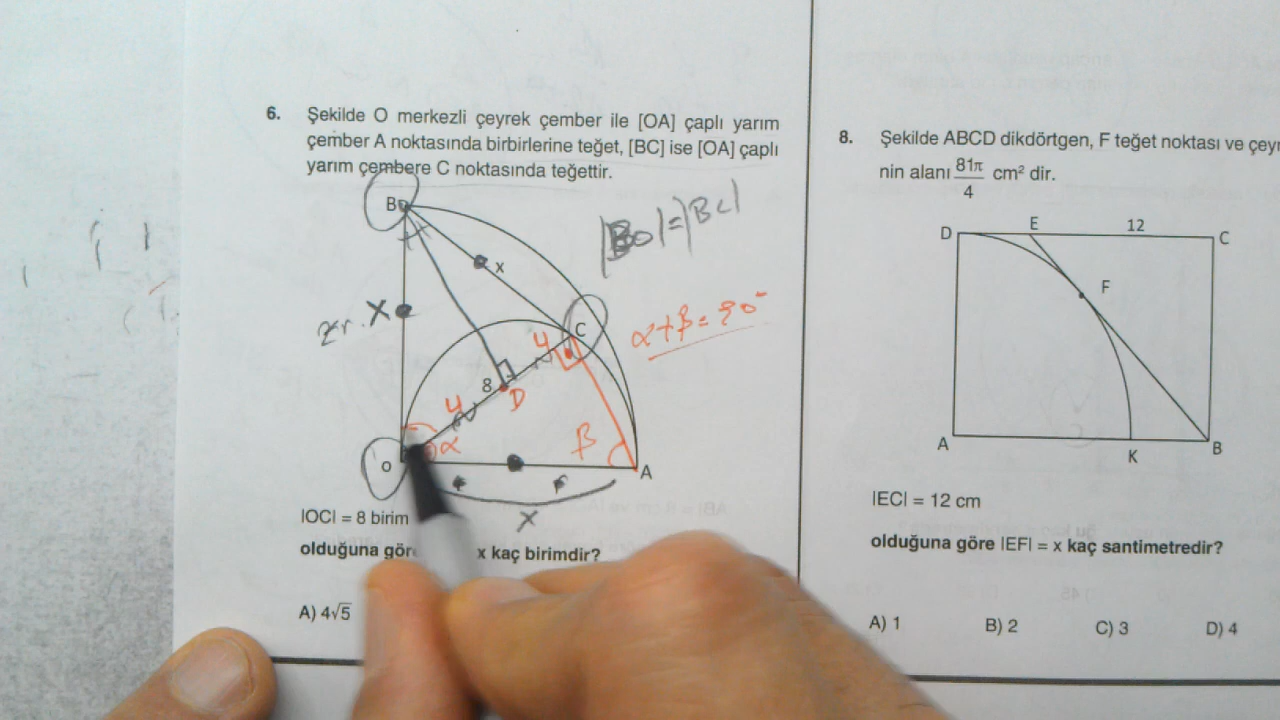 6. Şekilde O merkezli çeyrek çember ile [OA] çaplı yarım
çember A noktasında birbirlerine teğet, [BC] ise [OA] çaplı
yarım çembere C noktasında teğettir.
B
|BO|=|BC|
x
2r. X
C
α+β=90°
4
8
D
4
α
β
O
A
r
r
X
|OC| = 8 birim
olduğuna gör
x kaç birimdir?
A) 4√5
8. Şekilde ABCD dikdörtgen, F teğet noktası ve çey
nin alanı 81π/4 cm² dir.
D
E
12
C
F
A
K
B
|EC| = 12 cm
olduğuna göre |EF| = x kaç santimetredir?
A) 1 B) 2 C) 3 D) 4